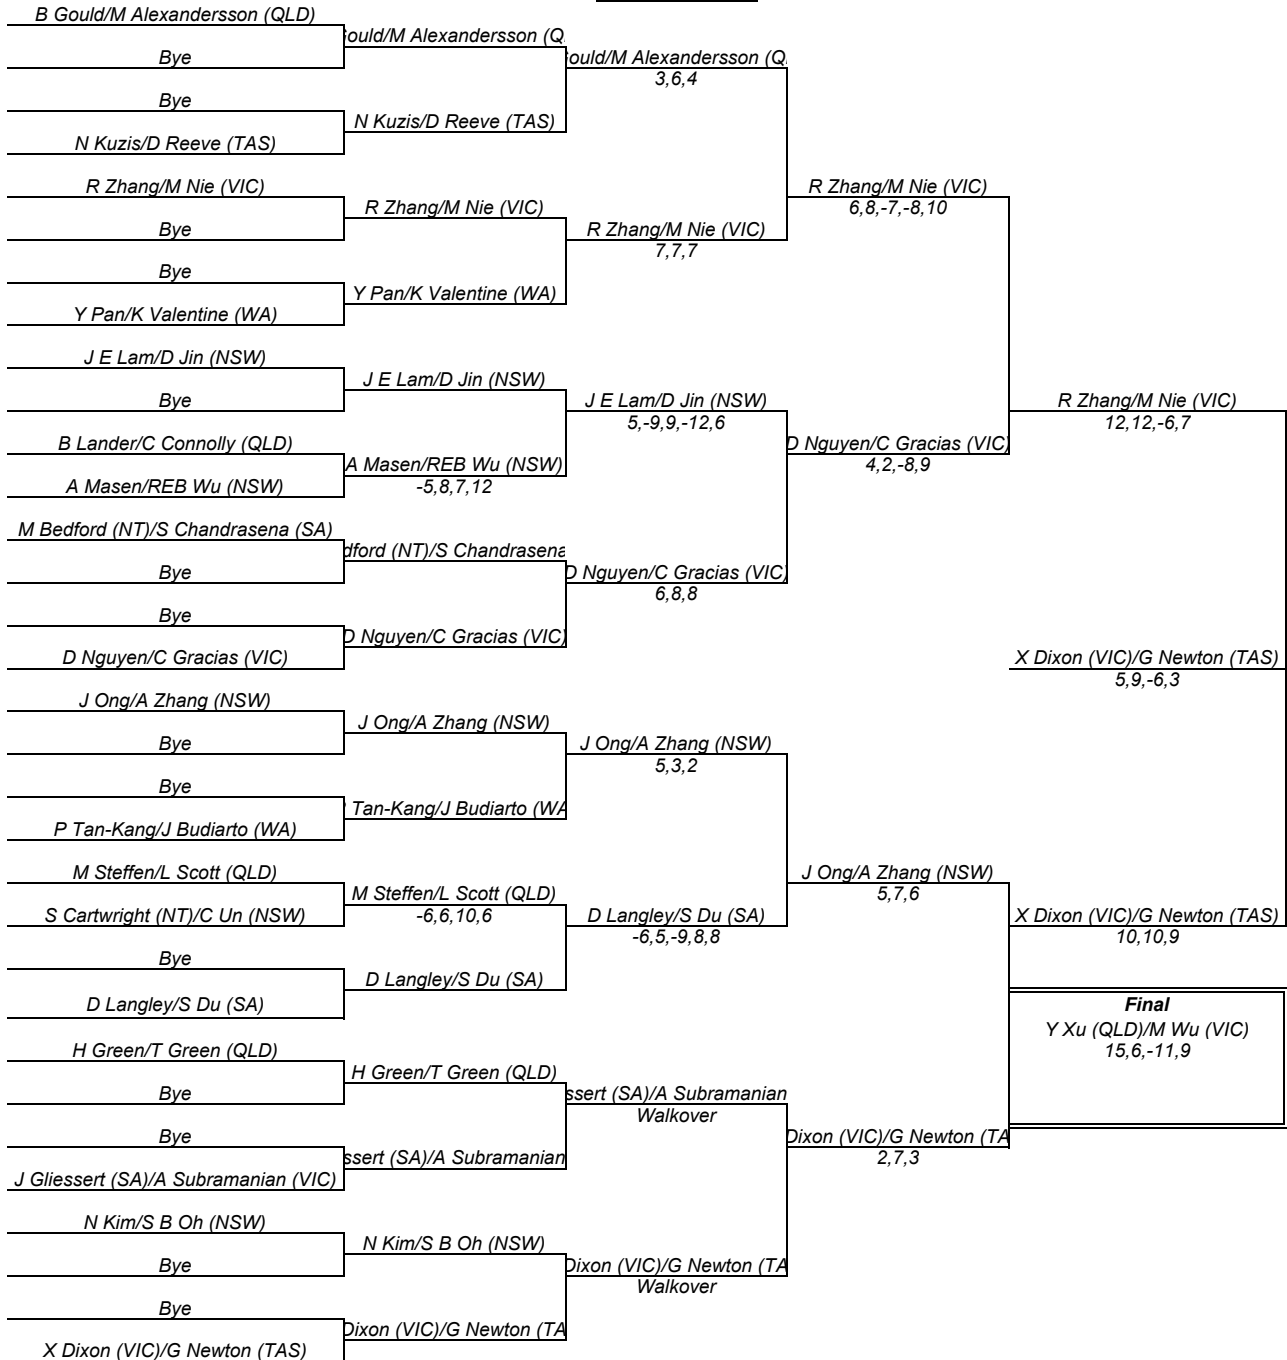 B Gould/M Alexandersson (QLD)
Bye
Bye
N Kuzis/D Reeve (TAS)
R Zhang/M Nie (VIC)
Bye
Bye
Y Pan/K Valentine (WA)
J E Lam/D Jin (NSW)
Bye
B Lander/C Connolly (QLD)
A Masen/REB Wu (NSW)
M Bedford (NT)/S Chandrasena (SA)
Bye
Bye
D Nguyen/C Gracias (VIC)
J Ong/A Zhang (NSW)
Bye
Bye
P Tan-Kang/J Budiarto (WA)
M Steffen/L Scott (QLD)
S Cartwright (NT)/C Un (NSW)
Bye
D Langley/S Du (SA)
H Green/T Green (QLD)
Bye
Bye
J Gliessert (SA)/A Subramanian (VIC)
N Kim/S B Oh (NSW)
Bye
Bye
X Dixon (VIC)/G Newton (TAS)
Gould/M Alexandersson (Q
N Kuzis/D Reeve (TAS)
R Zhang/M Nie (VIC)
Y Pan/K Valentine (WA)
J E Lam/D Jin (NSW)
A Masen/REB Wu (NSW)
-5,8,7,12
dford (NT)/S Chandrasena
D Nguyen/C Gracias (VIC)
J Ong/A Zhang (NSW)
Tan-Kang/J Budiarto (WA
M Steffen/L Scott (QLD)
-6,6,10,6
D Langley/S Du (SA)
H Green/T Green (QLD)
ssert (SA)/A Subramanian
N Kim/S B Oh (NSW)
Dixon (VIC)/G Newton (TA
Gould/M Alexandersson (Q
3,6,4
R Zhang/M Nie (VIC)
7,7,7
J E Lam/D Jin (NSW)
5,-9,9,-12,6
D Nguyen/C Gracias (VIC)
6,8,8
J Ong/A Zhang (NSW)
5,3,2
D Langley/S Du (SA)
-6,5,-9,8,8
ssert (SA)/A Subramanian
Walkover
Dixon (VIC)/G Newton (TA
Walkover
R Zhang/M Nie (VIC)
6,8,-7,-8,10
D Nguyen/C Gracias (VIC)
4,2,-8,9
J Ong/A Zhang (NSW)
5,7,6
Dixon (VIC)/G Newton (TA
2,7,3
R Zhang/M Nie (VIC)
12,12,-6,7
X Dixon (VIC)/G Newton (TAS)
5,9,-6,3
X Dixon (VIC)/G Newton (TAS)
10,10,9
Final
Y Xu (QLD)/M Wu (VIC)
15,6,-11,9